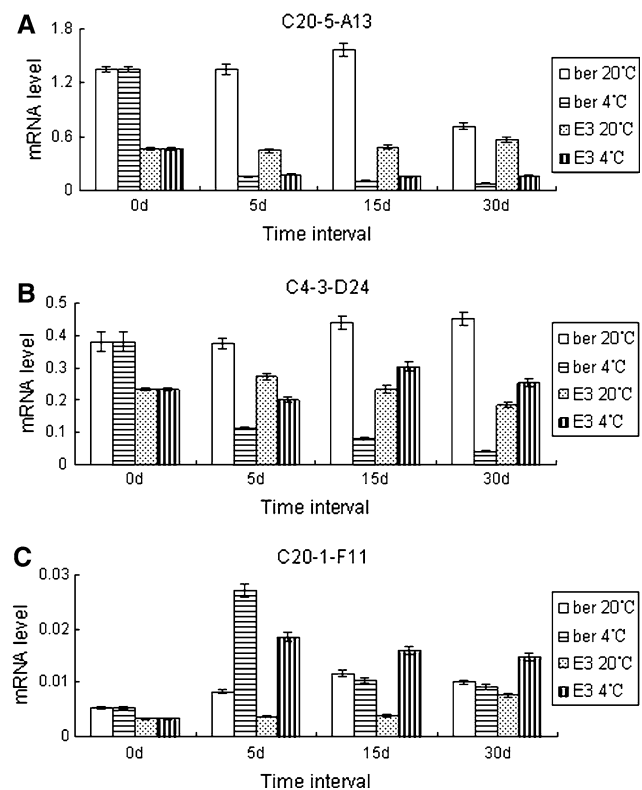 A
C20-5-A13
mRNA level
1.8
1.2
0.6
0
0d 5d 15d 30d
Time interval
ber 20°C
ber 4°C
E3 20°C
E3 4°C
B
C4-3-D24
mRNA level
0.5
0.4
0.3
0.2
0.1
0
0d 5d 15d 30d
Time interval
ber 20°C
ber 4°C
E3 20°C
E3 4°C
C
C20-1-F11
mRNA level
0.03
0.02
0.01
0
0d 5d 15d 30d
Time interval
ber 20°C
ber 4°C
E3 20°C
E3 4°C